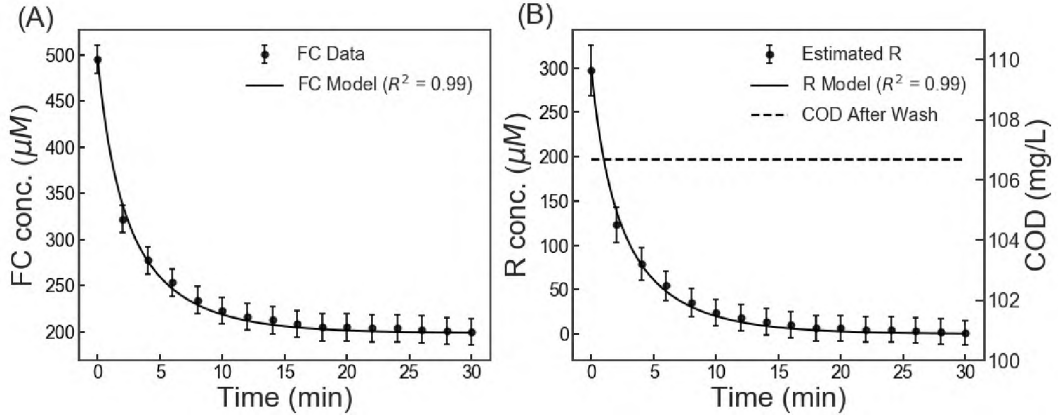 (A)
FC Data
FC Model (R² = 0.99)
500
450
400
350
300
250
200
FC conc. (μM)
0 5 10 15 20 25 30
Time (min)
(B)
Estimated R
R Model (R² = 0.99)
COD After Wash
300
250
200
150
100
50
0
R conc. (μM)
110
108
106
104
102
100
COD (mg/L)
0 5 10 15 20 25 30
Time (min)